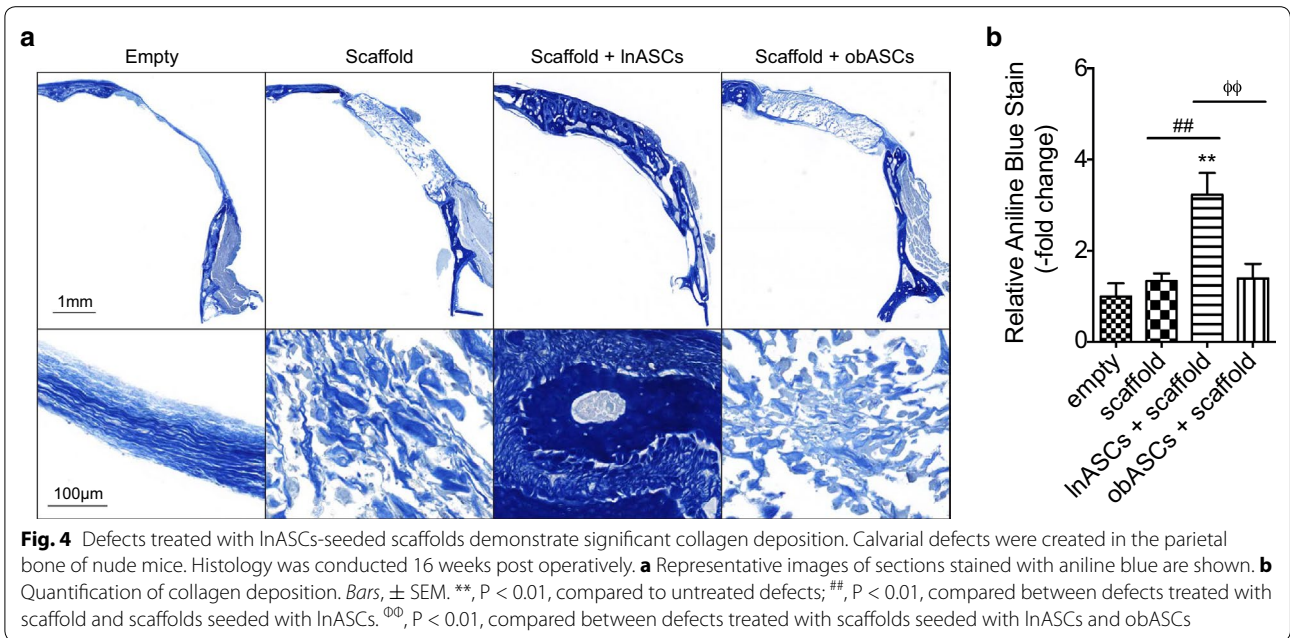 a
Empty
Scaffold
Scaffold + lnASCs
Scaffold + obASCs
1mm
100µm
b
Relative Aniline Blue Stain
(-fold change)
6
4
2
0
ϕϕ
##
**
empty
scaffold
lnASCs + scaffold
obASCs + scaffold
Fig. 4 Defects treated with lnASCs-seeded scaffolds demonstrate significant collagen deposition. Calvarial defects were created in the parietal
bone of nude mice. Histology was conducted 16 weeks post operatively. a Representative images of sections stained with aniline blue are shown. b
Quantification of collagen deposition. Bars, ± SEM. **, P < 0.01, compared to untreated defects; ##, P < 0.01, compared between defects treated with
scaffold and scaffolds seeded with lnASCs. ΦΦ, P < 0.01, compared between defects treated with scaffolds seeded with lnASCs and obASCs